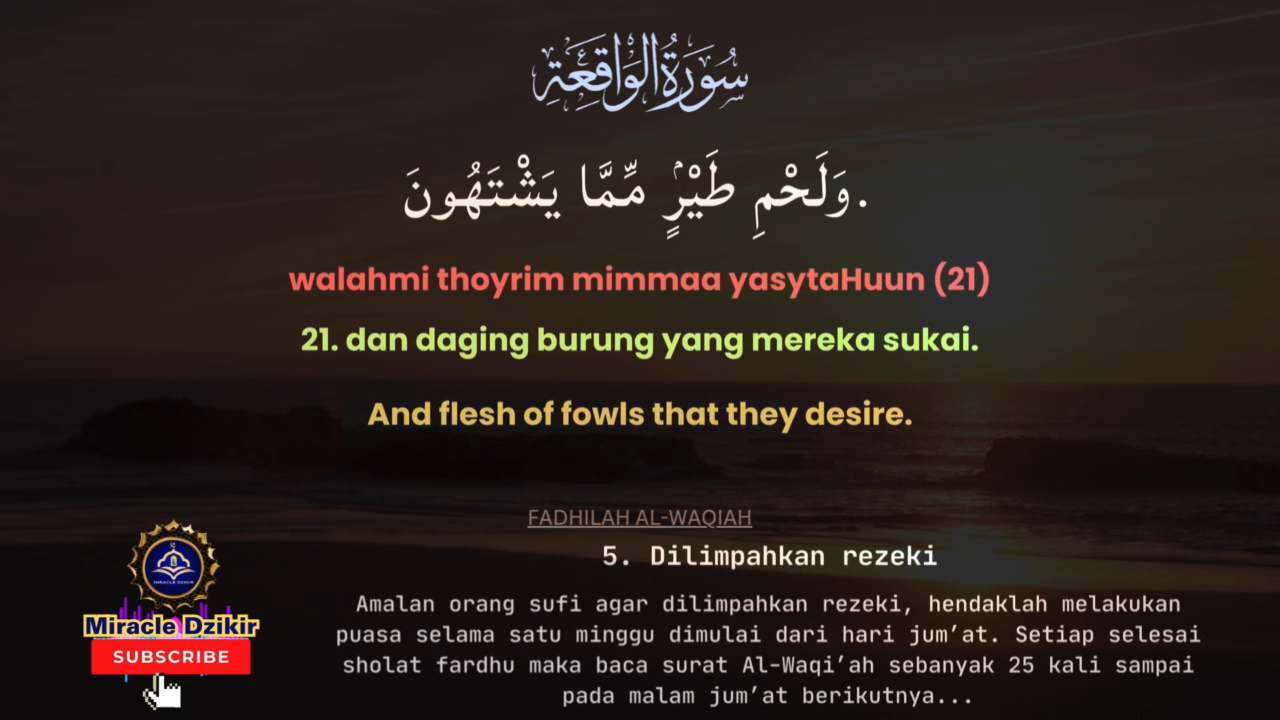 سُورَةُ الْوَاقِعَةِ
وَلَحْمِ طَيْرٍۢ مِّمَّا يَشْتَهُونَ.
walahmi thoyrim mimmaa yasytaHuun (21)
21. dan daging burung yang mereka sukai.
And flesh of fowls that they desire.
FADHILAH AL-WAQIAH
5. Dilimpahkan rezeki
Amalan orang sufi agar dilimpahkan rezeki, hendaklah melakukan
puasa selama satu minggu dimulai dari hari jum’at. Setiap selesai
sholat fardhu maka baca surat Al-Waqi’ah sebanyak 25 kali sampai
pada malam jum’at berikutnya...
MIRACLE DZIKIR
Miracle Dzikir
SUBSCRIBE